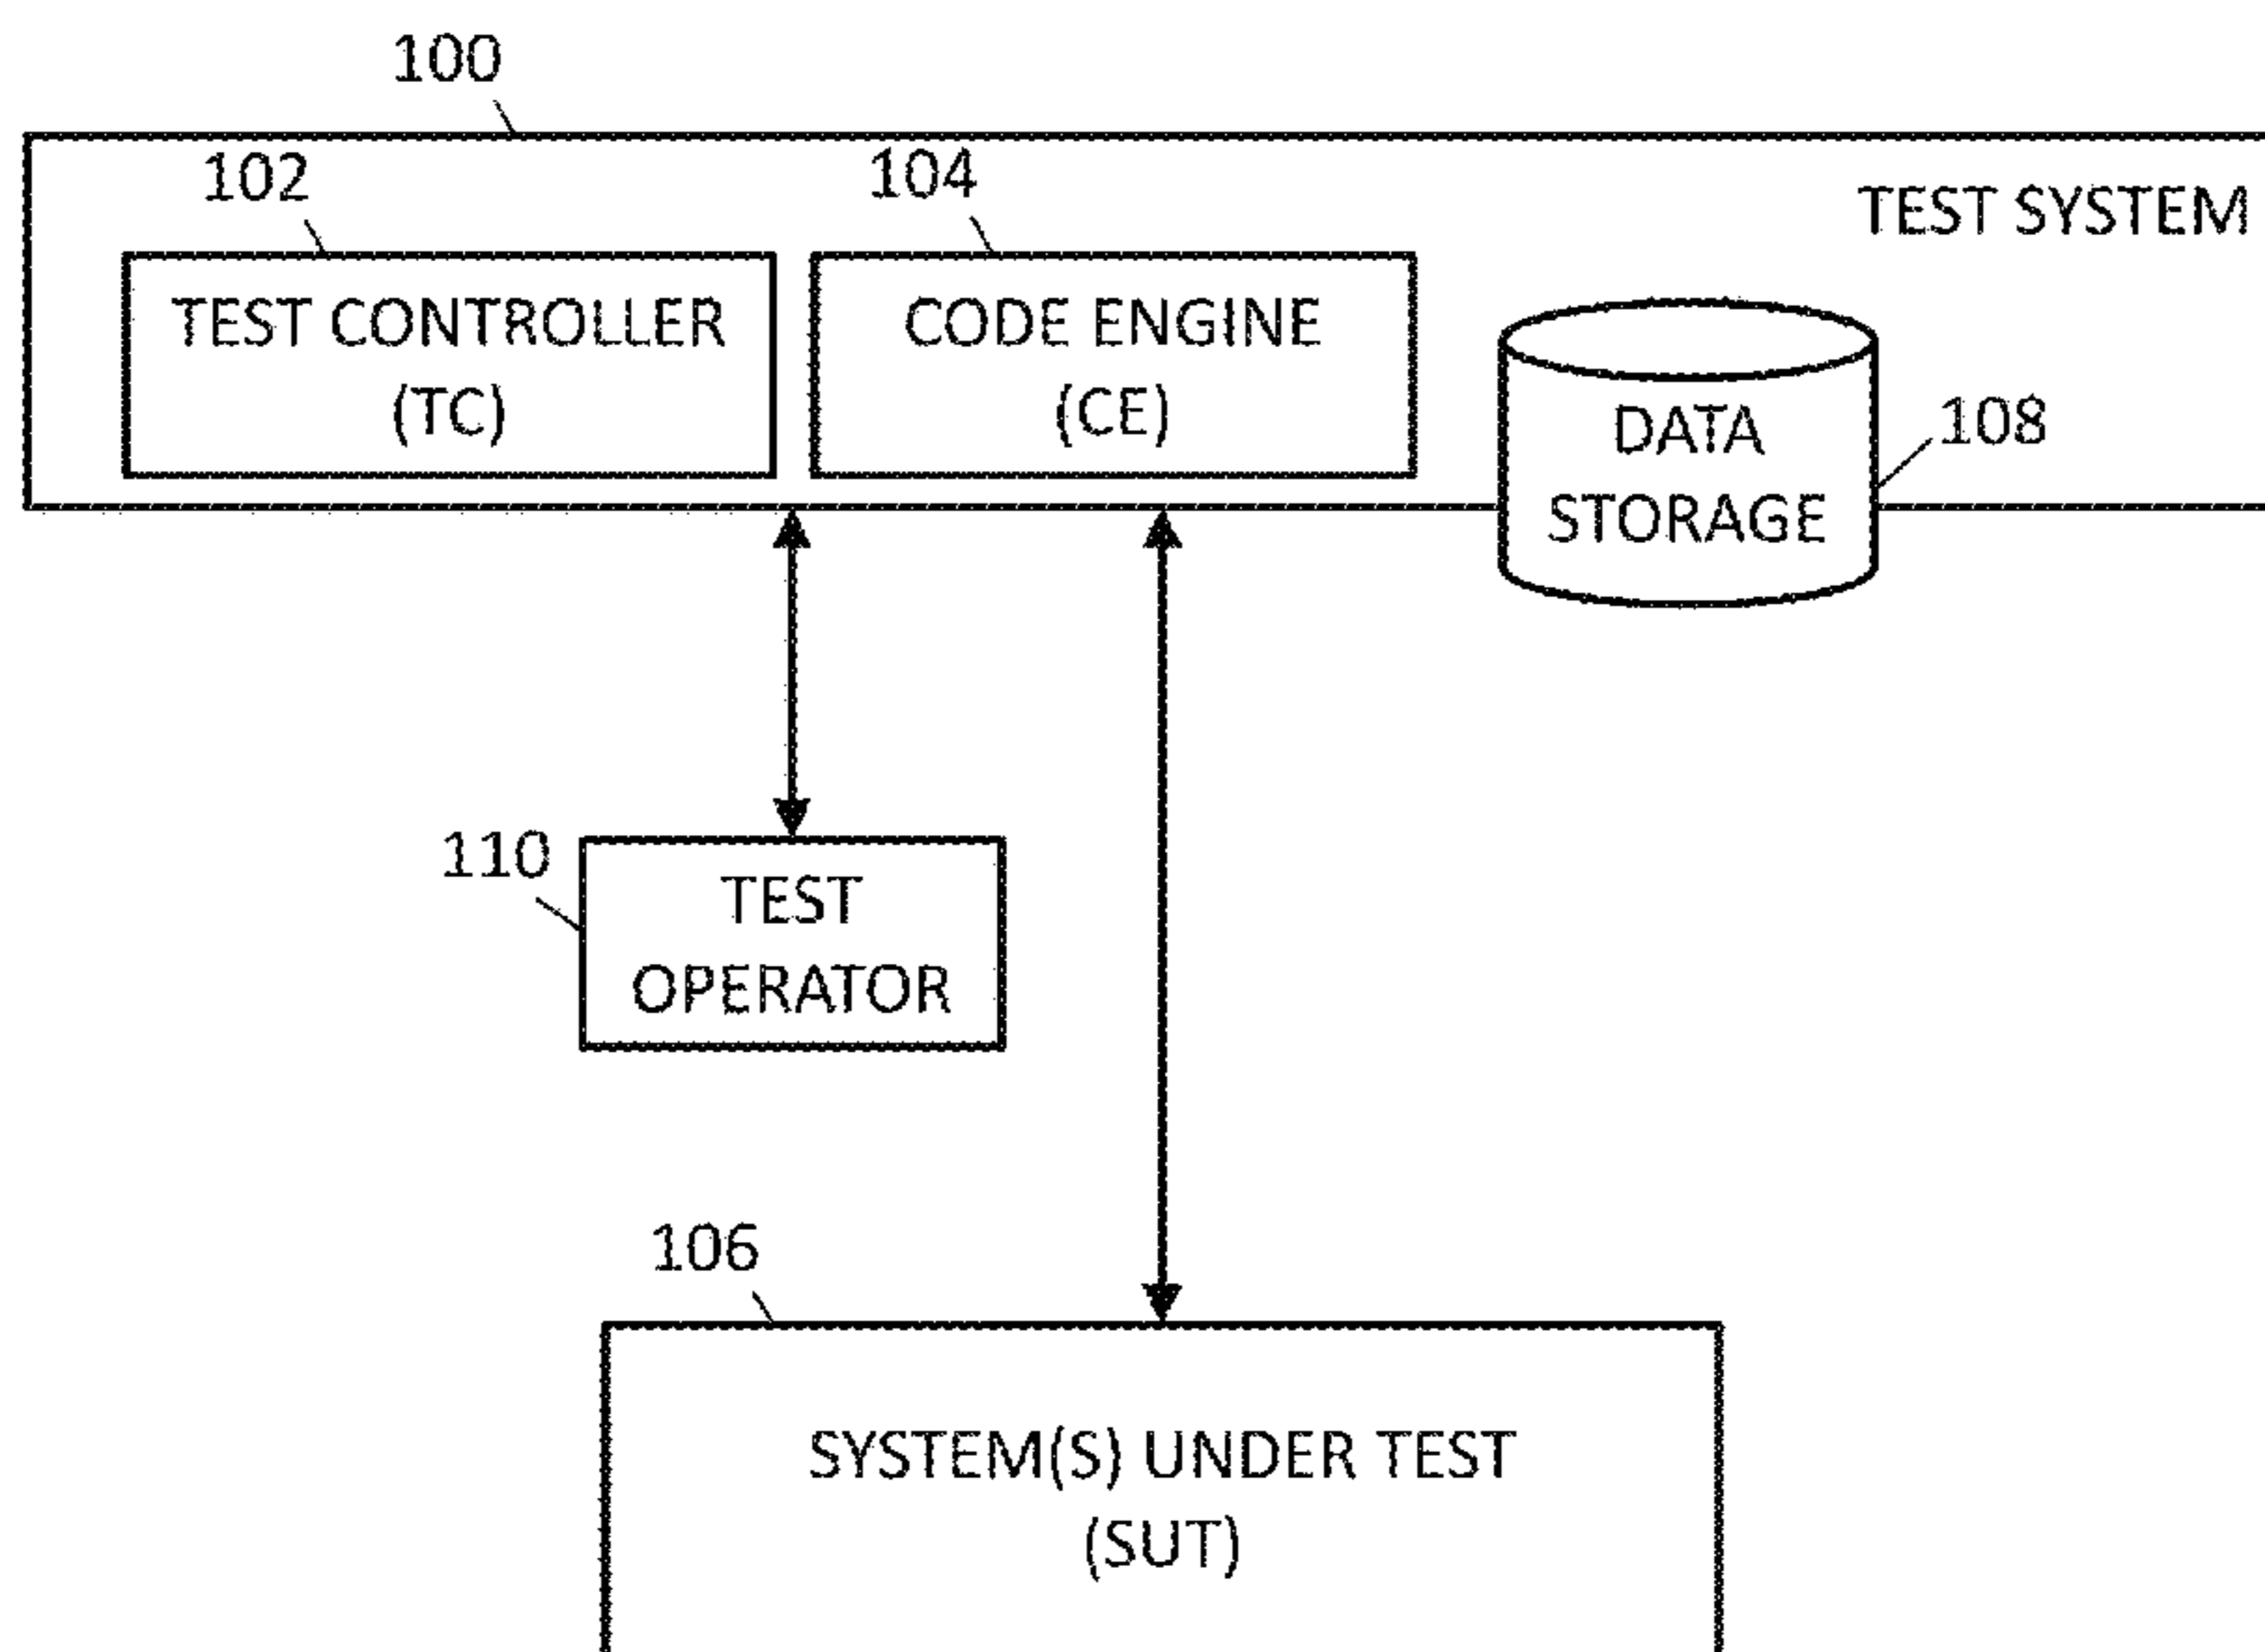 100
102
104
TEST SYSTEM
TEST CONTROLLER
(TC)
CODE ENGINE
(CE)
DATA
STORAGE
108
110
TEST
OPERATOR
106
SYSTEM(S) UNDER TEST
(SUT)